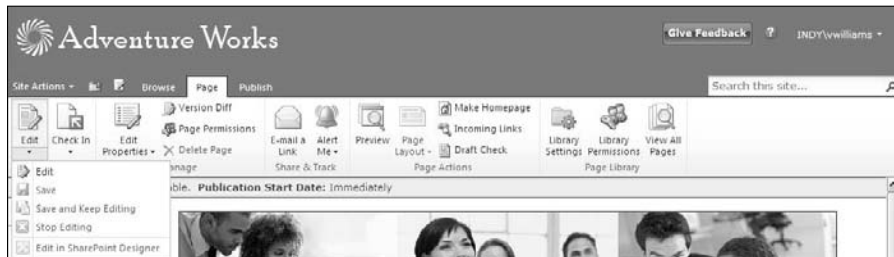 Adventure Works
Give Feedback ? INDY\vwilliams
Site Actions Browse Page Publish
Search this site...
Edit
Check In
Edit Properties
Version Diff
Page Permissions
Delete Page
E-mail a Link
Alert Me
Preview
Page Layout
Make Homepage
Incoming Links
Draft Check
Library Settings
Library Permissions
View All Pages
Share & Track
Page Actions
Page Library
Publication Start Date: Immediately
Edit
Save
Save and Keep Editing
Stop Editing
Edit in SharePoint Designer